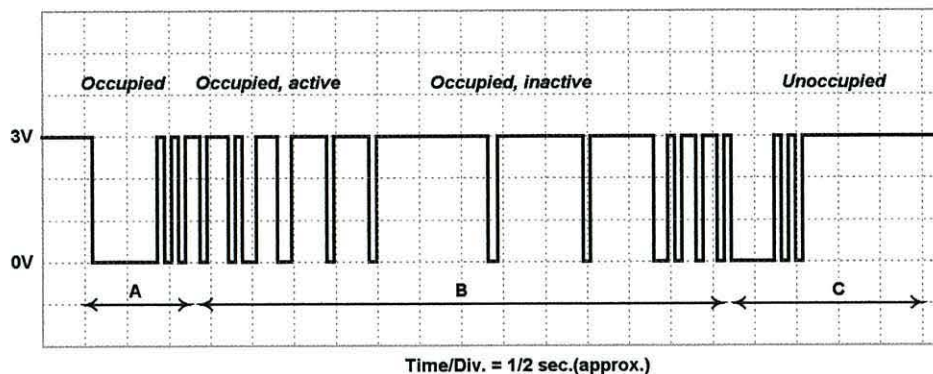 Occupied Occupied, active Occupied, inactive Unoccupied
3V
0V
A B C
Time/Div. = 1/2 sec.(approx.)